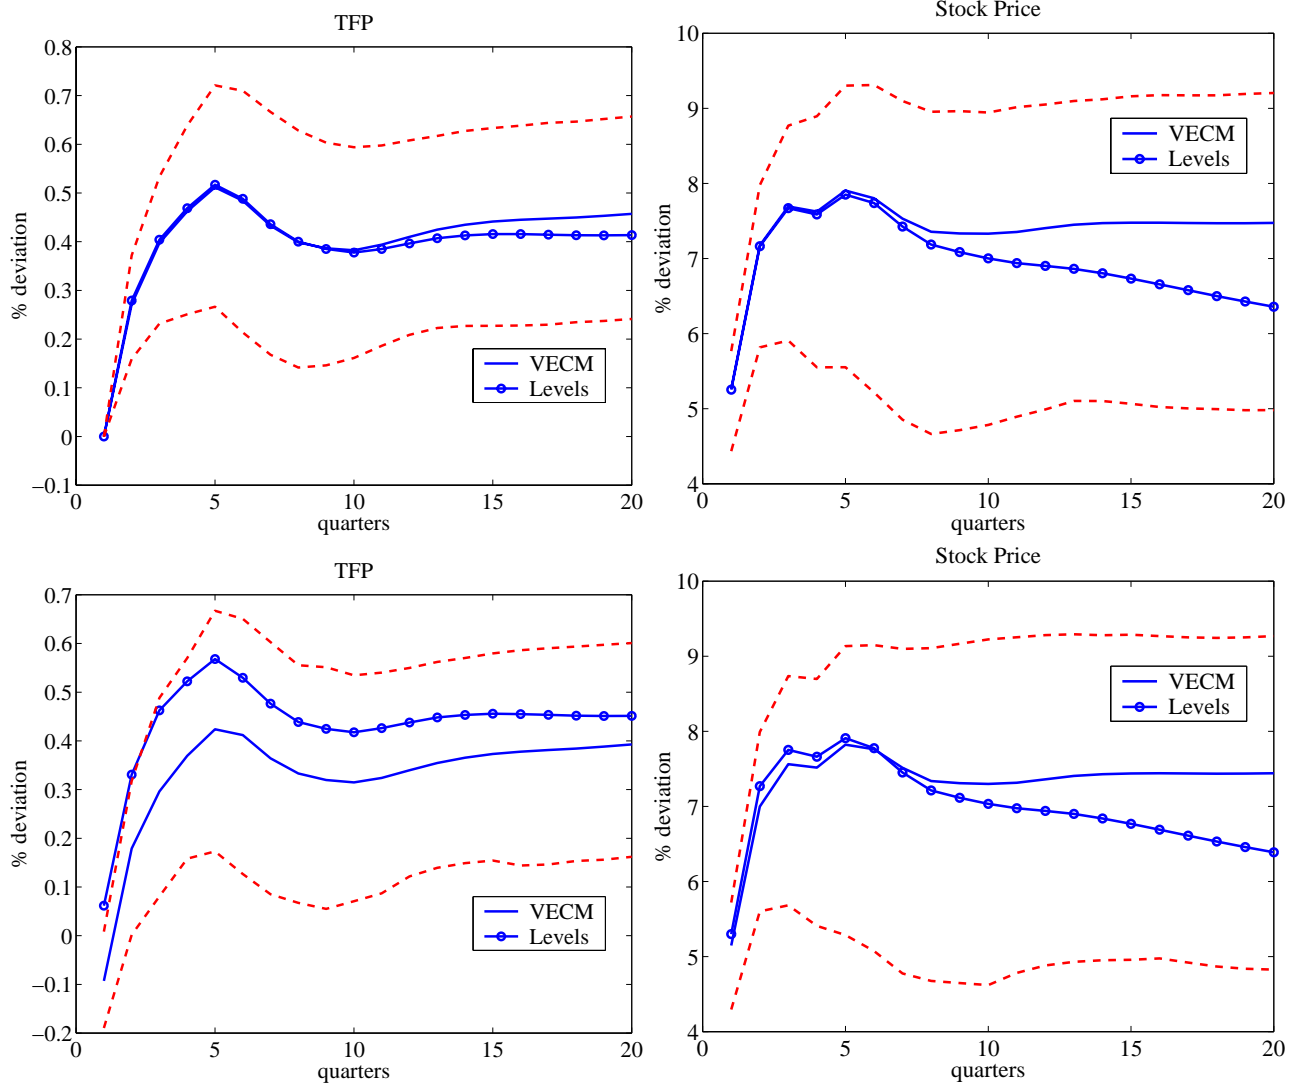 TFP
% deviation
0.8
0.7
0.6
0.5
0.4
0.3
0.2
0.1
0
−0.1
VECM
Levels
0 5 10 15 20
quarters
Stock Price
% deviation
10
9
8
7
6
5
4
VECM
Levels
0 5 10 15 20
quarters
TFP
% deviation
0.7
0.6
0.5
0.4
0.3
0.2
0.1
0
−0.1
−0.2
VECM
Levels
0 5 10 15 20
quarters
Stock Price
% deviation
10
9
8
7
6
5
4
VECM
Levels
0 5 10 15 20
quarters